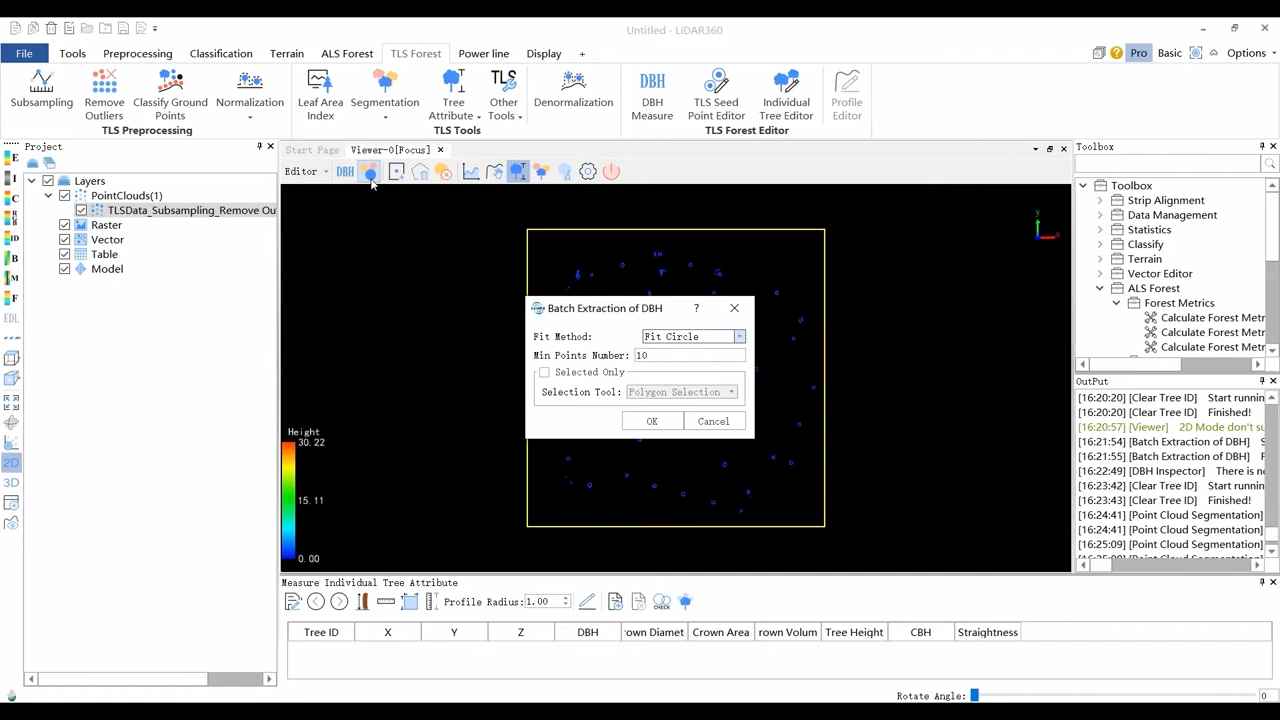 Untitled - LiDAR360
File Tools Preprocessing Classification Terrain ALS Forest TLS Forest Power line Display + Pro Basic Options
Subsampling Remove Outliers Classify Ground Points Normalization Leaf Area Index Segmentation Tree Attribute Other Tools Denormalization DBH DBH Measure TLS Seed Point Editor Individual Tree Editor Profile Editor
TLS Preprocessing TLS Tools TLS Forest Editor
Project
Layers
PointClouds(1)
TLSData_Subsampling_Remove Ou
Raster
Vector
Table
Model
Start Page Viewer-0[Focus]
Editor DBH
y
x
Height
30.22
15.11
0.00
Batch Extraction of DBH ?
Fit Method: Fit Circle
Min Points Number: 10
Selected Only
Selection Tool: Polygon Selection
OK Cancel
Toolbox
Toolbox
Strip Alignment
Data Management
Statistics
Classify
Terrain
Vector Editor
ALS Forest
Forest Metrics
Calculate Forest Metr
Calculate Forest Metr
Calculate Forest Metr
OutPut
[16:20:20] [Clear Tree ID] Start runnin
[16:20:20] [Clear Tree ID] Finished!
[16:20:57] [Viewer] 2D Mode don't su
[16:21:54] [Batch Extraction of DBH]
[16:21:55] [Batch Extraction of DBH]
[16:22:49] [DBH Inspector] There is no
[16:23:42] [Clear Tree ID] Start runnin
[16:23:43] [Clear Tree ID] Finished!
[16:24:41] [Point Cloud Segmentation]
[16:24:41] [Point Cloud Segmentation]
[16:25:09] [Point Cloud Segmentation]
Measure Individual Tree Attribute
Profile Radius: 1.00 CHECK
Tree ID X Y Z DBH rown Diamet Crown Area rown Volum Tree Height CBH Straightness
Rotate Angle: 0
E
I
C
ID
B
M
F
EDL
2D
3D